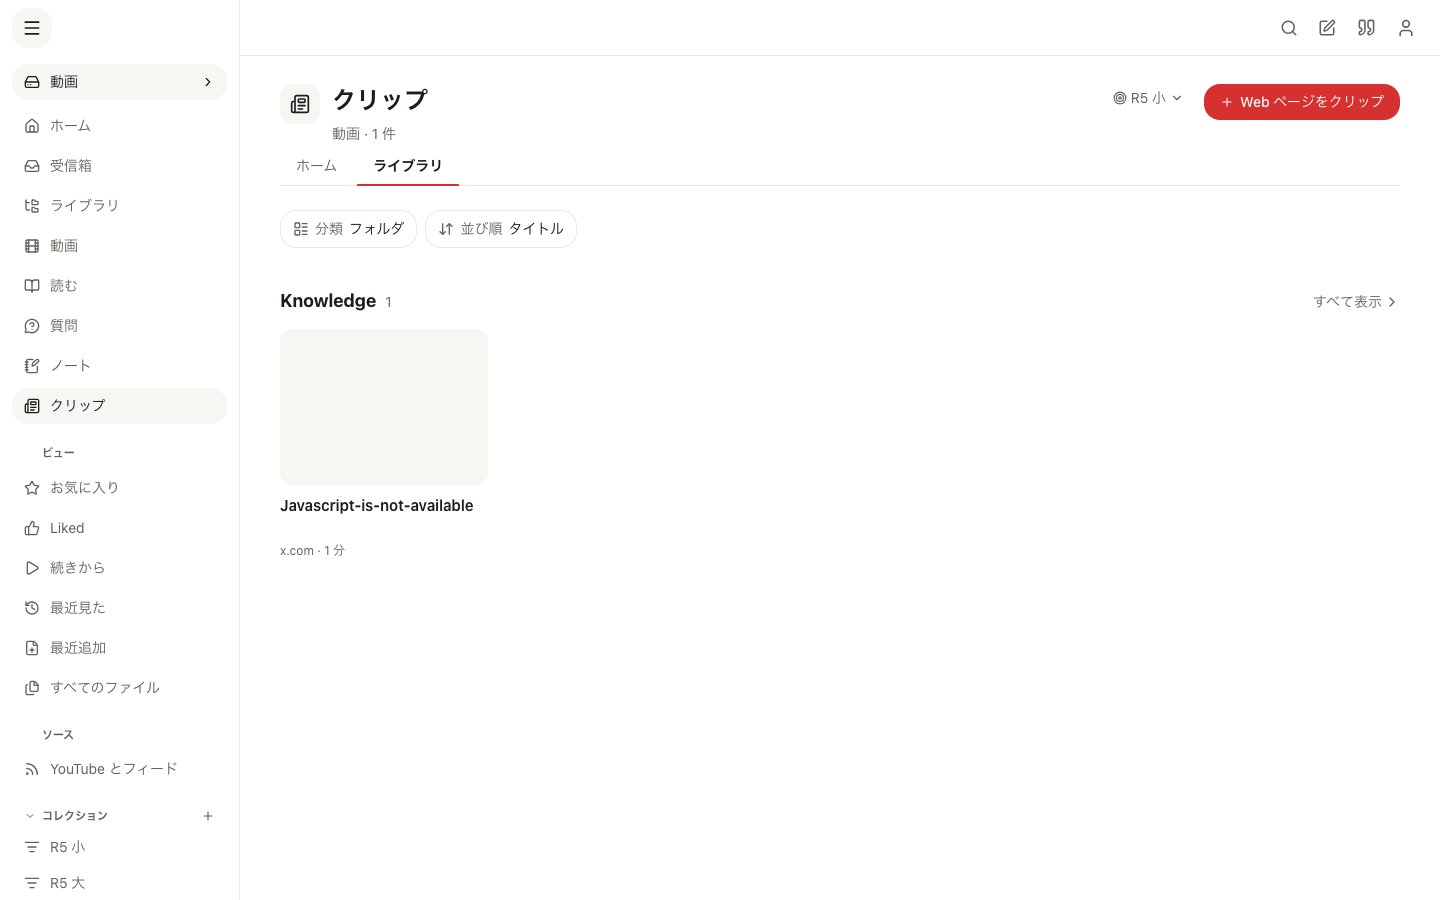 動画
ホーム
受信箱
ライブラリ
動画
読む
質問
ノート
クリップ
ビュー
お気に入り
Liked
続きから
最近見た
最近追加
すべてのファイル
ソース
YouTube とフィード
コレクション
R5 小
R5 大
クリップ
動画 · 1 件
R5 小
Web ページをクリップ
ホーム ライブラリ
分類 フォルダ 並び順 タイトル
Knowledge 1 すべて表示
Javascript-is-not-available
x.com · 1 分